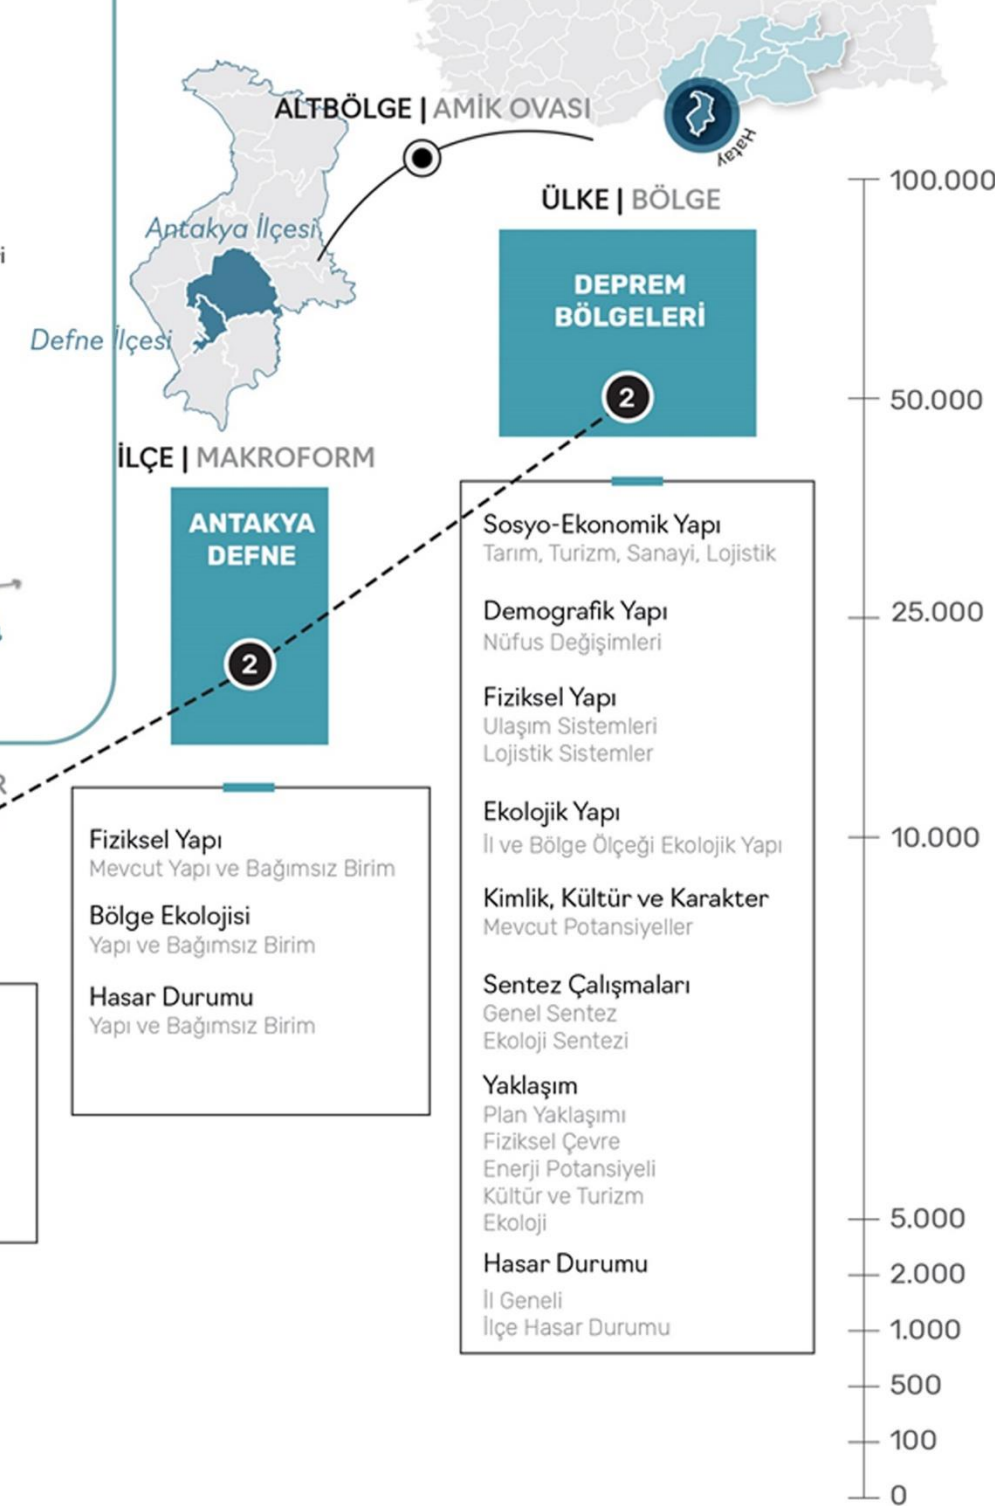 ALTBÖLGE | AMİK OVASI
Hatay
100.000
ÜLKE | BÖLGE
Antakya İlçesi
DEPREM
BÖLGELERİ
Defne İlçesi
2
50.000
İLÇE | MAKROFORM
ANTAKYA
DEFNE
2
Sosyo-Ekonomik Yapı
Tarım, Turizm, Sanayi, Lojistik
Demografik Yapı
Nüfus Değişimleri
25.000
Fiziksel Yapı
Ulaşım Sistemleri
Lojistik Sistemler
Ekolojik Yapı
İl ve Bölge Ölçeği Ekolojik Yapı
10.000
Kimlik, Kültür ve Karakter
Mevcut Potansiyeller
Sentez Çalışmaları
Genel Sentez
Ekoloji Sentezi
Yaklaşım
Plan Yaklaşımı
Fiziksel Çevre
Enerji Potansiyeli
Kültür ve Turizm
Ekoloji
Hasar Durumu
İl Geneli
İlçe Hasar Durumu
Fiziksel Yapı
Mevcut Yapı ve Bağımsız Birim
Bölge Ekolojisi
Yapı ve Bağımsız Birim
Hasar Durumu
Yapı ve Bağımsız Birim
5.000
2.000
1.000
500
100
0